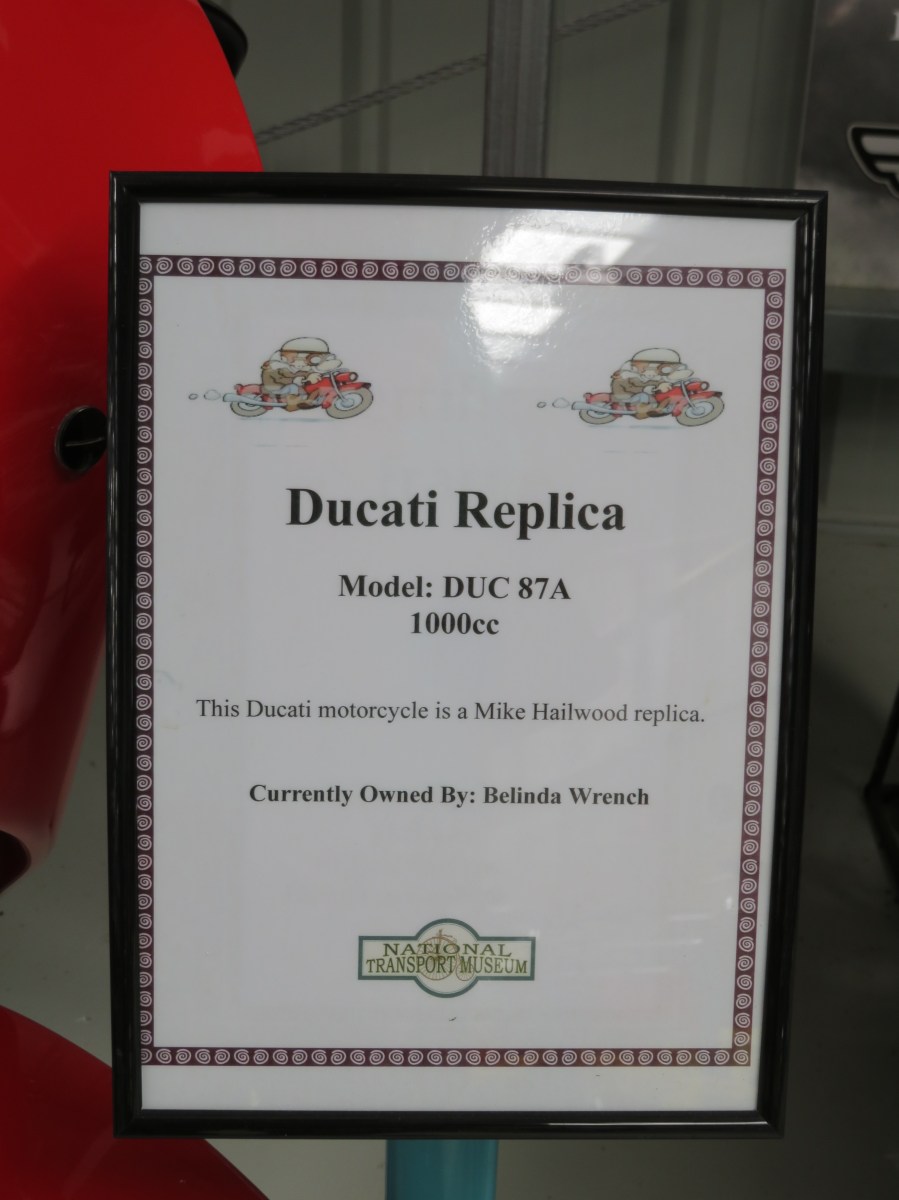 Ducati Replica
Model: DUC 87A
1000cc
This Ducati motorcycle is a Mike Hailwood replica.
Currently Owned By: Belinda Wrench
NATIONAL
TRANSPORT MUSEUM